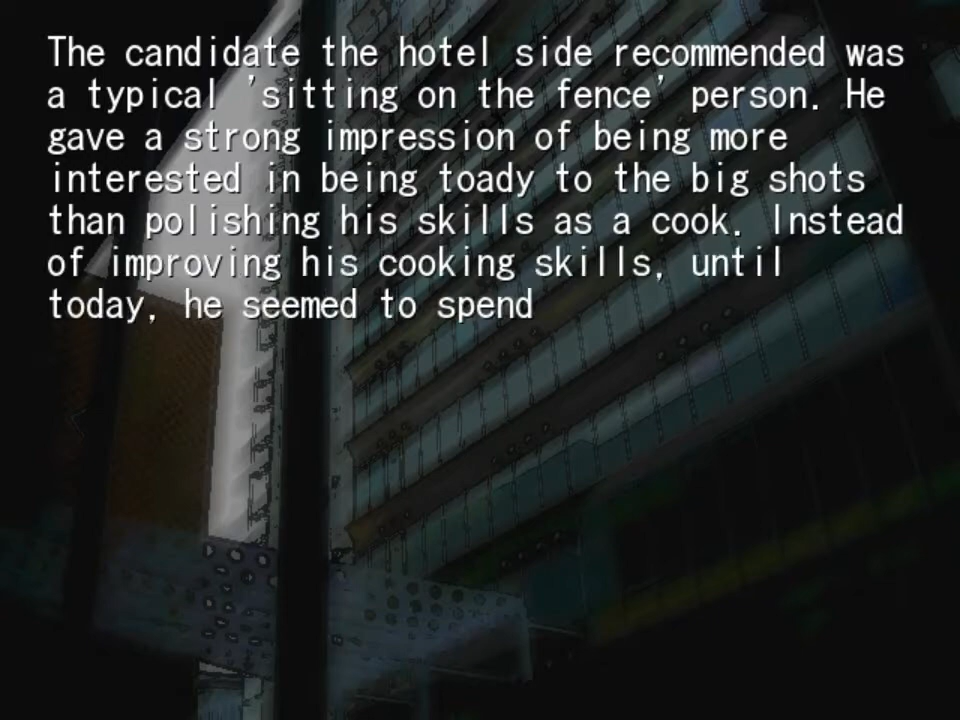 The candidate the hotel side recommended was
a typical 'sitting on the fence' person. He
gave a strong impression of being more
interested in being toady to the big shots
than polishing his skills as a cook. Instead
of improving his cooking skills, until
today, he seemed to spend